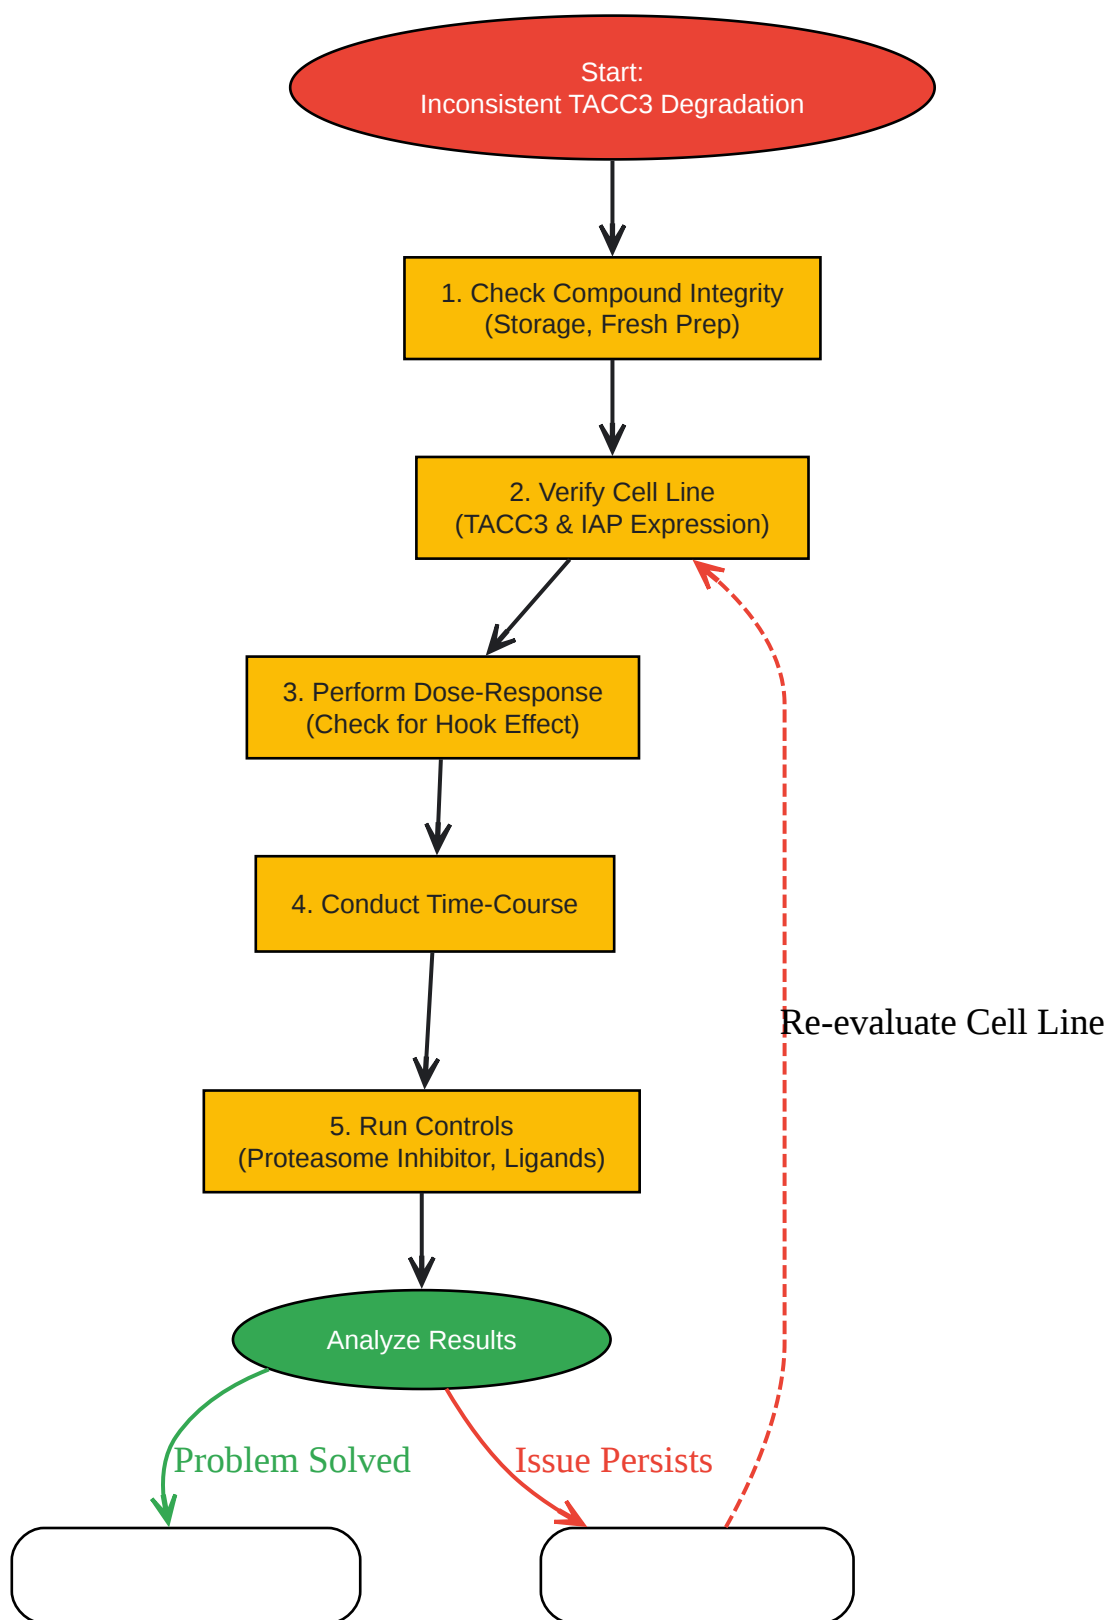 Start:
Inconsistent TACC3 Degradation
1. Check Compound Integrity
(Storage, Fresh Prep)
2. Verify Cell Line
(TACC3 & IAP Expression)
3. Perform Dose-Response
(Check for Hook Effect)
4. Conduct Time-Course
Re-evaluate Cell Line
5. Run Controls
(Proteasome Inhibitor, Ligands)
Analyze Results
Problem Solved
Issue Persists